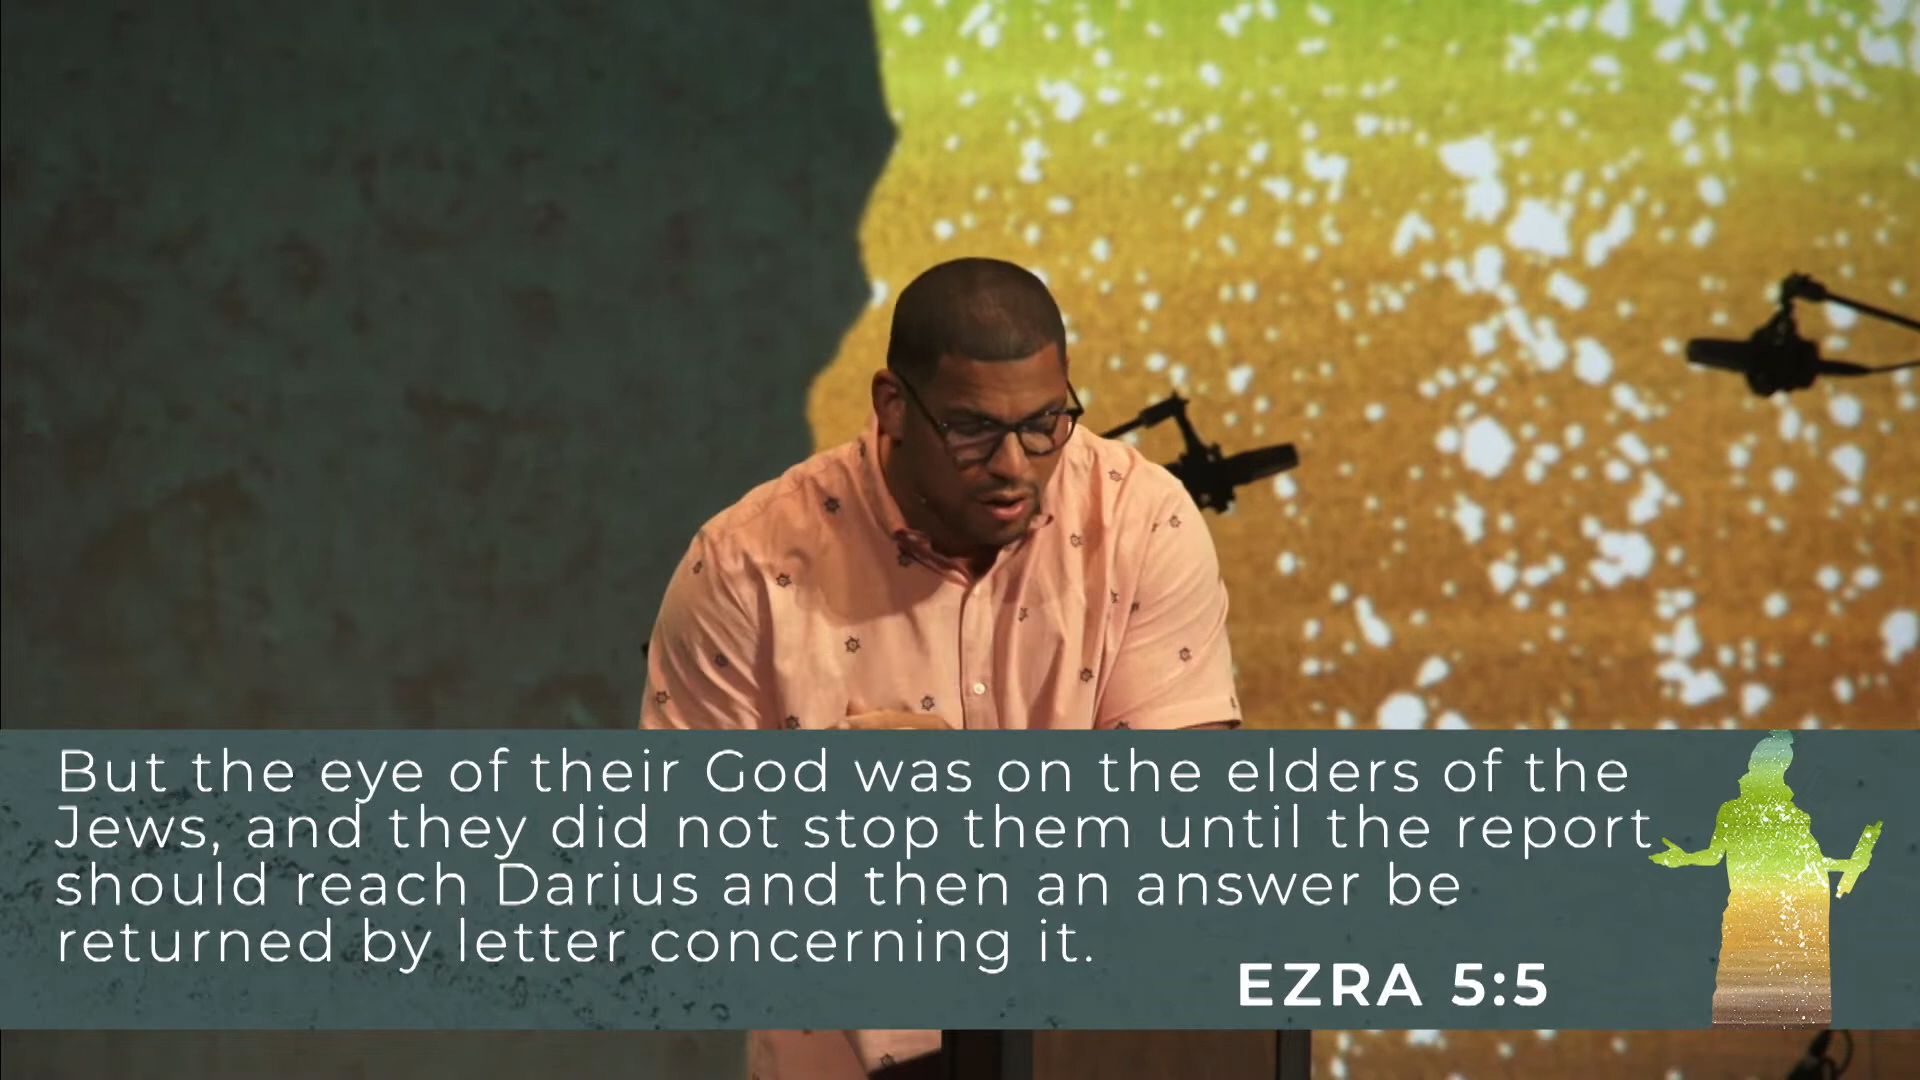 But the eye of their God was on the elders of the
Jews, and they did not stop them until the report
should reach Darius and then an answer be
returned by letter concerning it.
EZRA 5:5